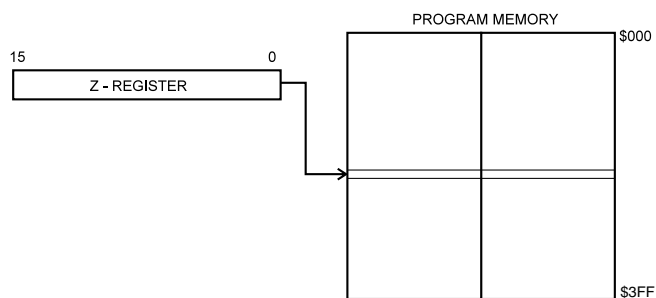 PROGRAM MEMORY
$000
15 0
Z - REGISTER
$3FF